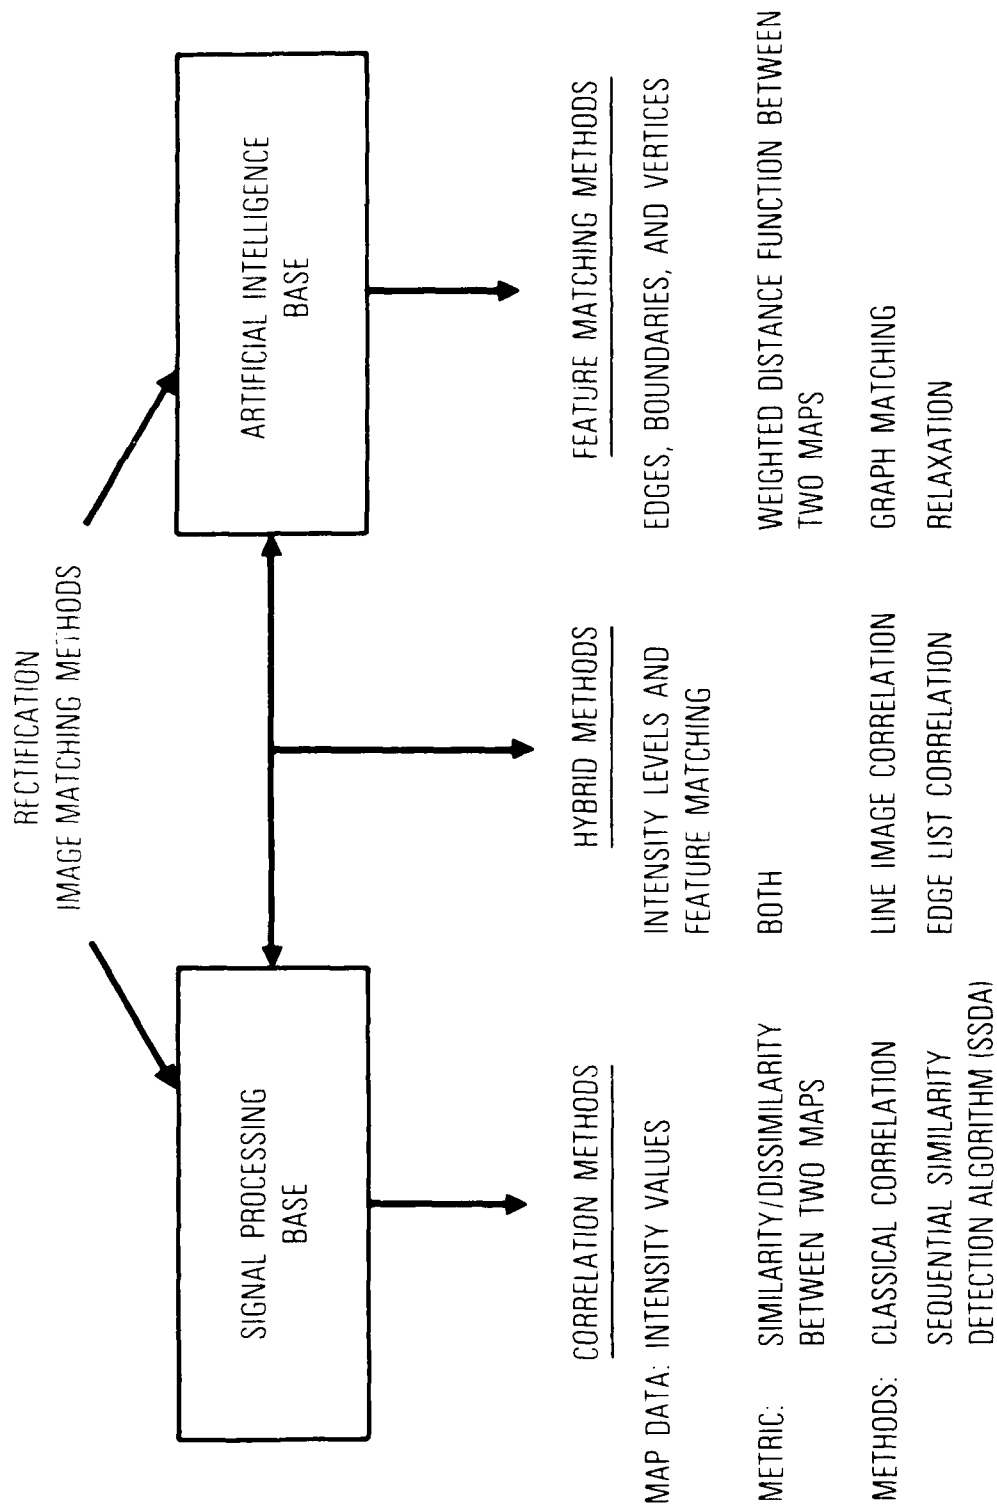 RECTIFICATION
IMAGE MATCHING METHODS
SIGNAL PROCESSING
BASE
ARTIFICIAL INTELLIGENCE
BASE
CORRELATION METHODS
HYBRID METHODS
FEATURE MATCHING METHODS
MAP DATA: INTENSITY VALUES
INTENSITY LEVELS AND
FEATURE MATCHING
EDGES, BOUNDARIES, AND VERTICES
METRIC: SIMILARITY/DISSIMILARITY
BETWEEN TWO MAPS
BOTH
WEIGHTED DISTANCE FUNCTION BETWEEN
TWO MAPS
METHODS: CLASSICAL CORRELATION
SEQUENTIAL SIMILARITY
DETECTION ALGORITHM (SSDA)
LINE IMAGE CORRELATION
EDGE LIST CORRELATION
GRAPH MATCHING
RELAXATION